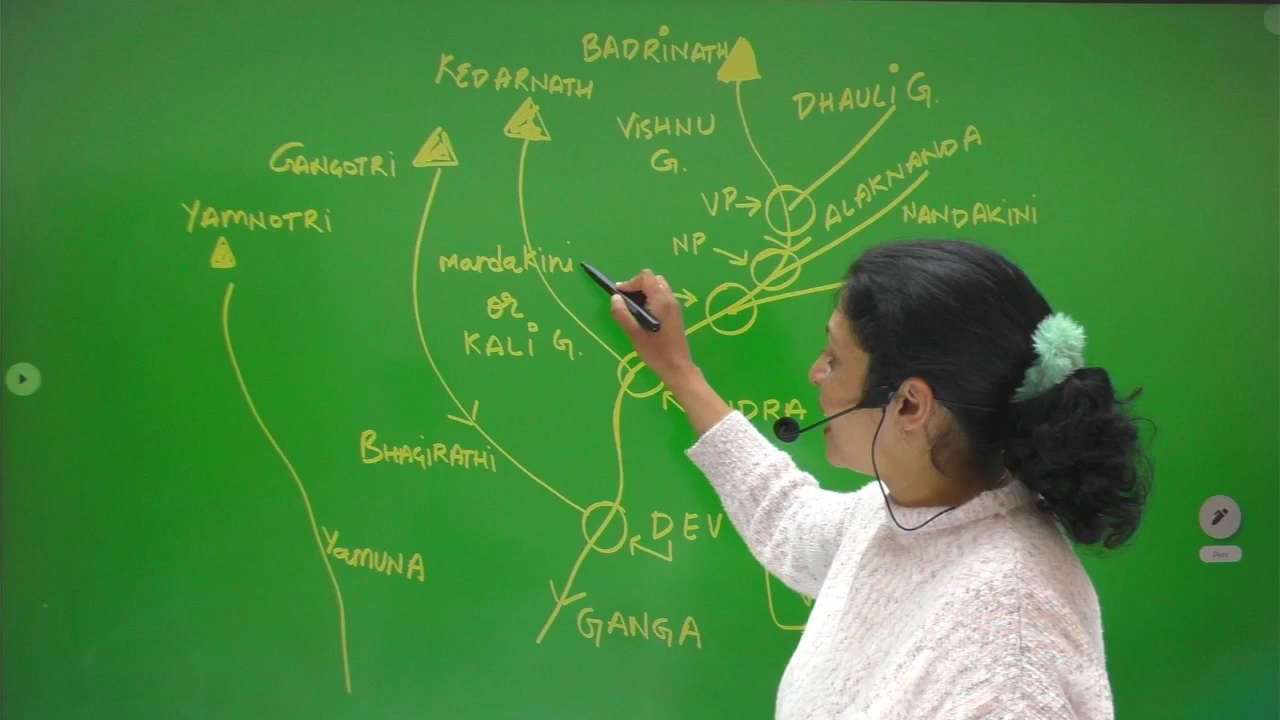 BADRINATH
KEDARNATH
DHAULI G.
VISHNU
G.
GANGOTRI
ALAKNANDA
VP
YAMNOTRI
NANDAKINI
NP
mandakini
or
KALI G.
BHAGIRATHI
DEV
YAMUNA
GANGA
Pen